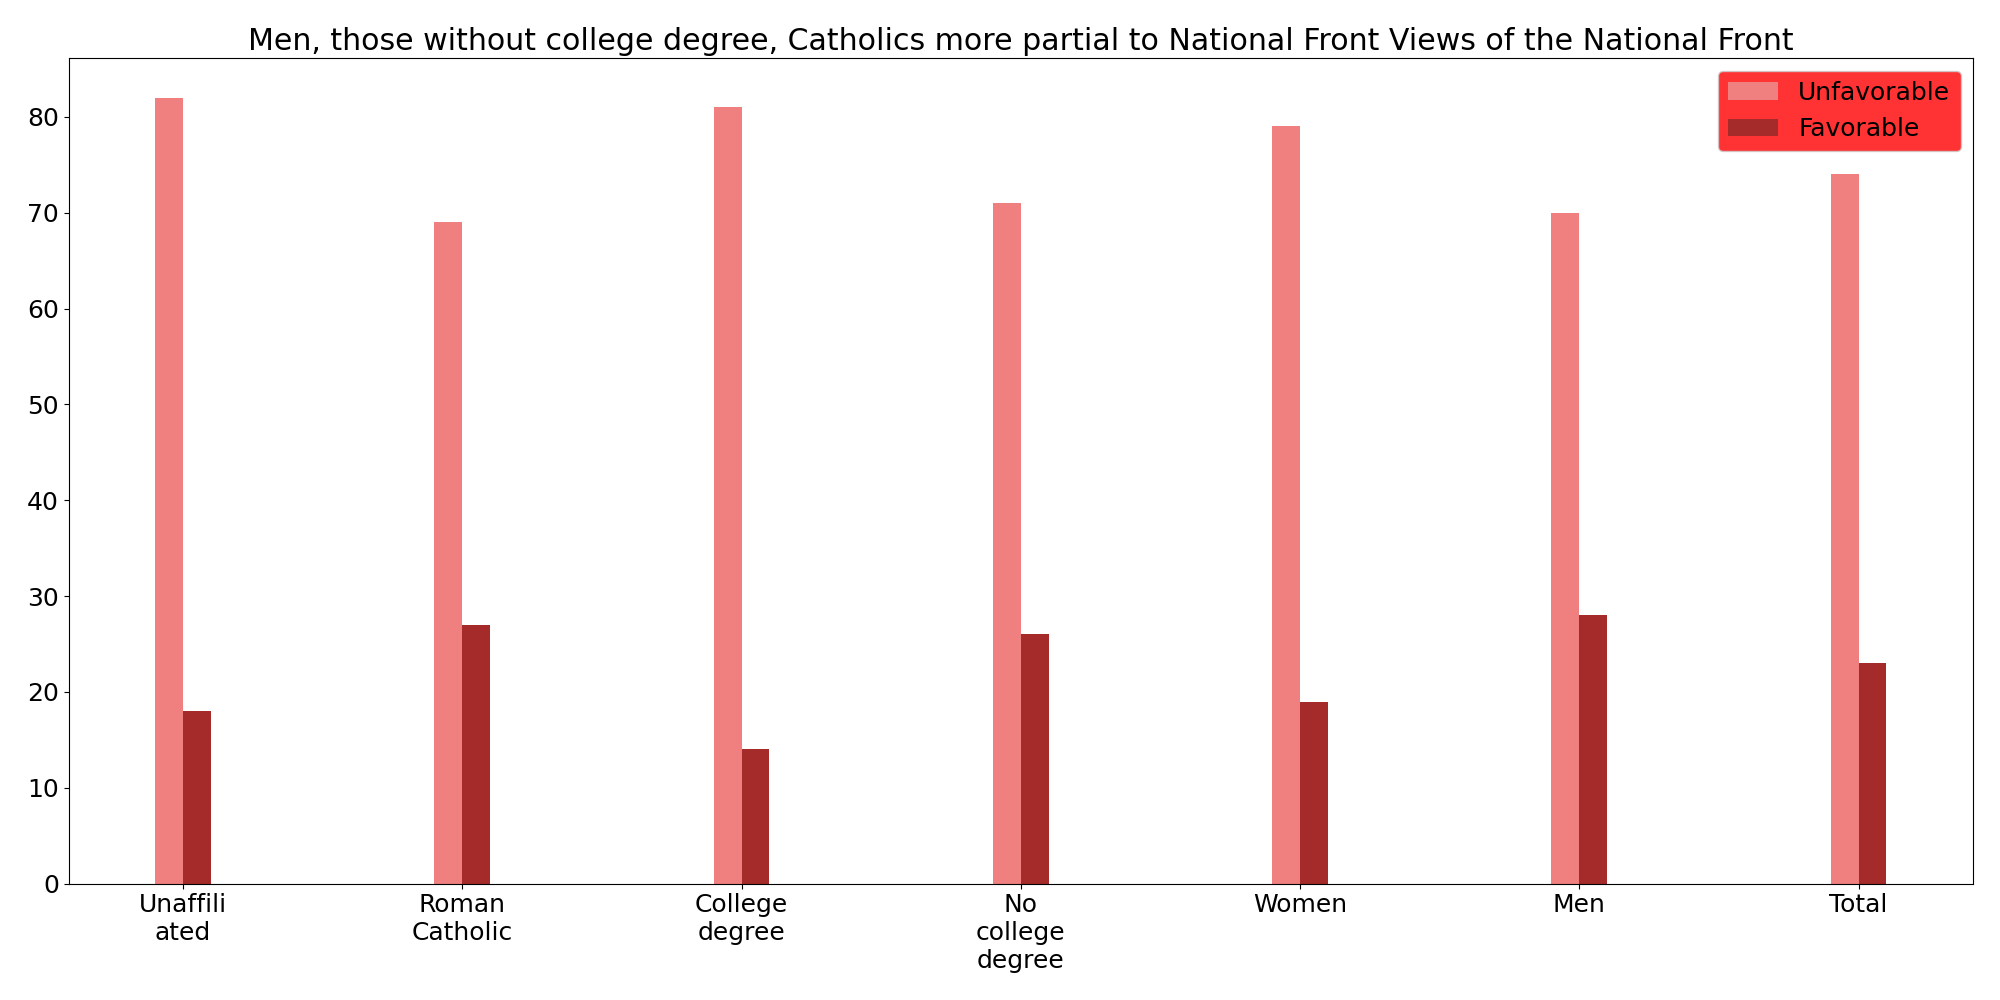 Men, those without college degree, Catholics more partial to National Front Views of the National Front
Unfavorable
Favorable
80
70
60
50
40
30
20
10
0
Unaffili
ated
Roman
Catholic
College
degree
No
college
degree
Women
Men
Total